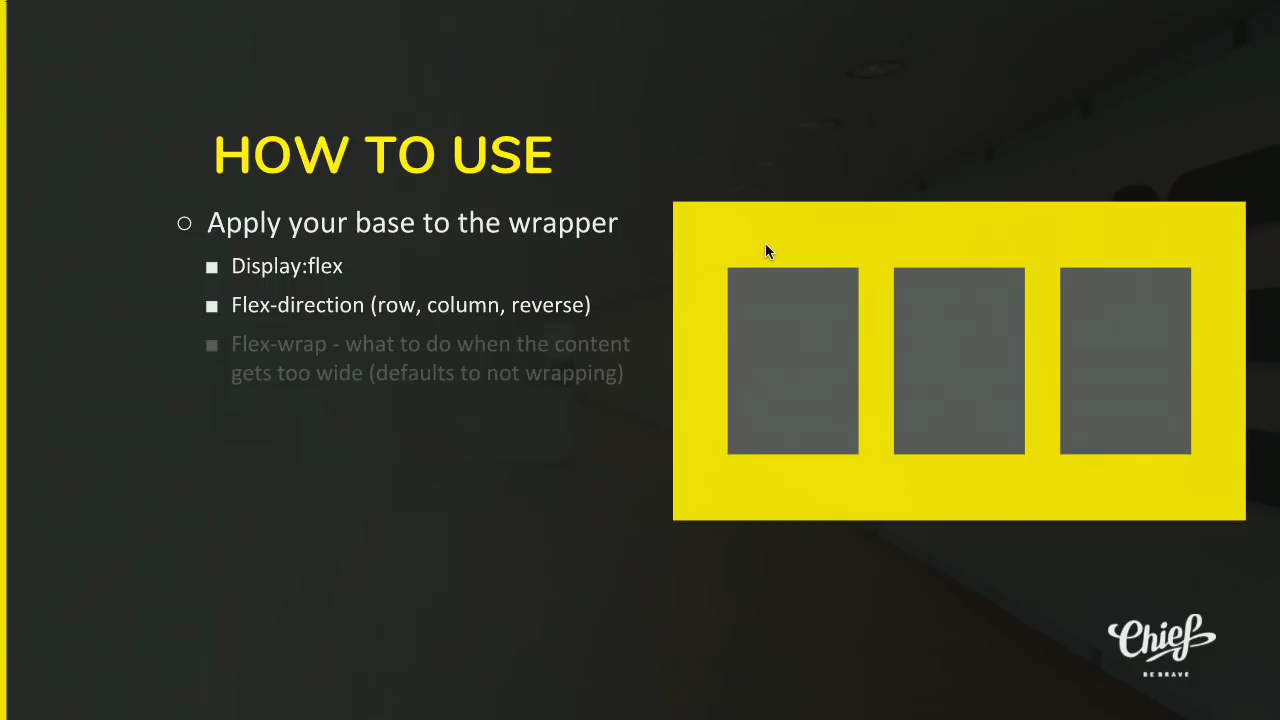 HOW TO USE
○ Apply your base to the wrapper
■ Display:flex
■ Flex-direction (row, column, reverse)
■ Flex-wrap - what to do when the content
gets too wide (defaults to not wrapping)
Chief
BE BRAVE